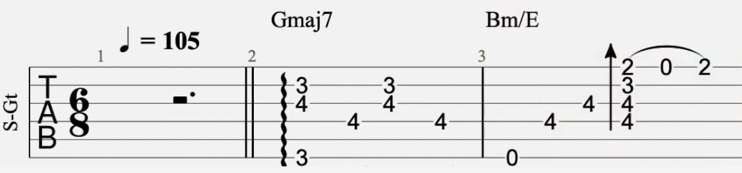 Gmaj7 Bm/E
♩ = 105
1 2 3
S-Gt
T
A
B
6
8
2 0 2
3 3 3
4 4 4 4
4 4 4 4
3 0